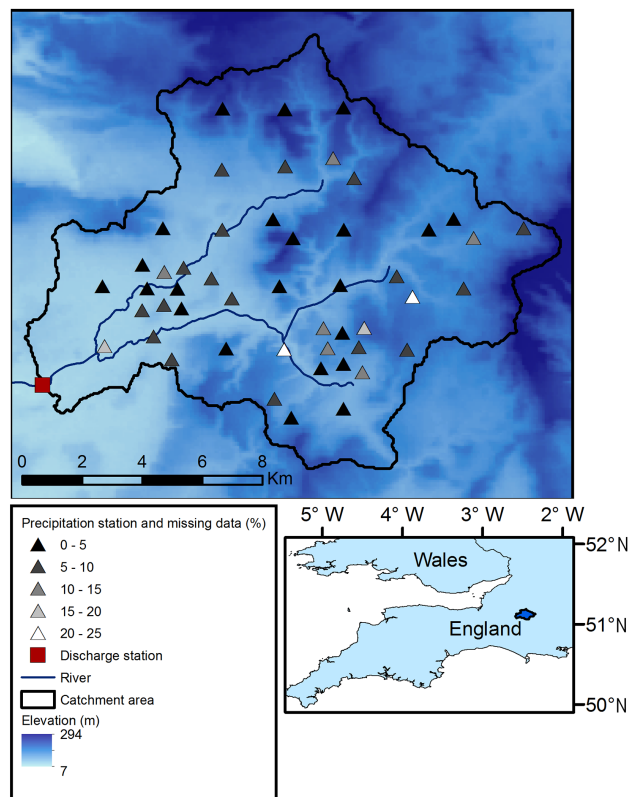 0 2 4 6 8
Km
Precipitation station and missing data (%)
0 - 5
5 - 10
10 - 15
15 - 20
20 - 25
Discharge station
River
Catchment area
Elevation (m)
294
7
5°W 4°W 3°W 2°W
52°N
Wales
51°N
England
50°N